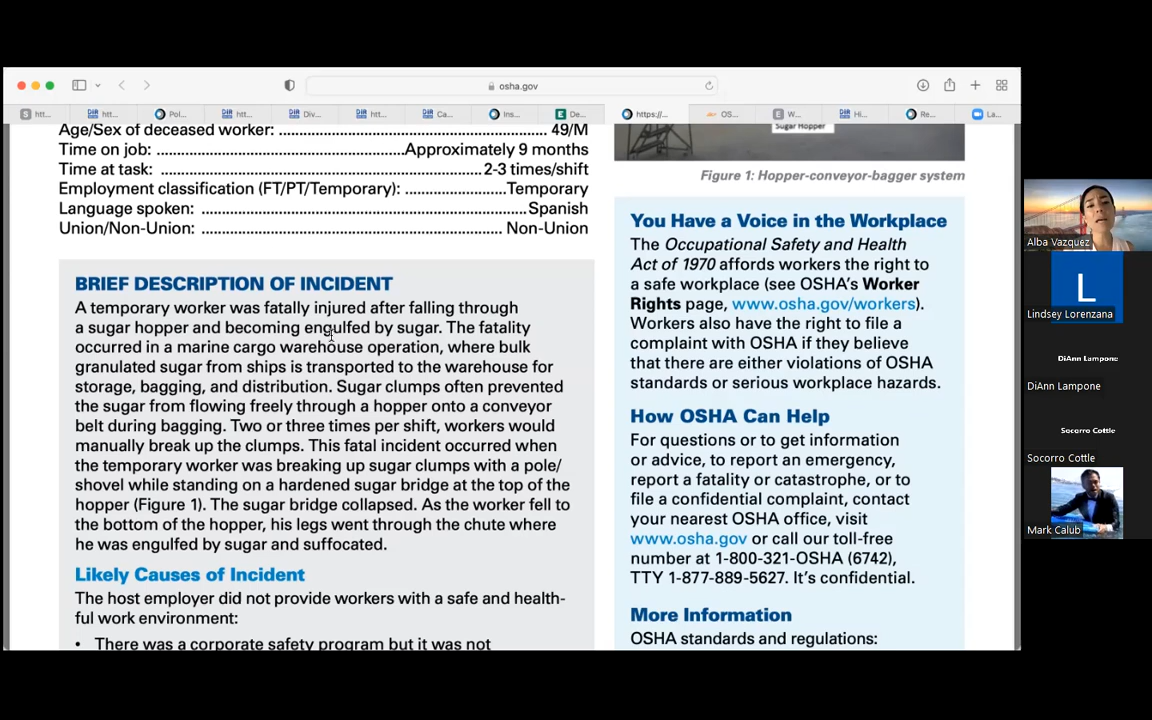 osha.gov
htt...
htt...
Pol...
htt...
Div...
htt...
Ca...
Ins...
De...
https://...
OS...
W...
Hi...
Re...
La...
Age/Sex of deceased worker: 49/M
Time on job: Approximately 9 months
Time at task: 2-3 times/shift
Employment classification (FT/PT/Temporary): Temporary
Language spoken: Spanish
Union/Non-Union: Non-Union
BRIEF DESCRIPTION OF INCIDENT
A temporary worker was fatally injured after falling through
a sugar hopper and becoming engulfed by sugar. The fatality
occurred in a marine cargo warehouse operation, where bulk
granulated sugar from ships is transported to the warehouse for
storage, bagging, and distribution. Sugar clumps often prevented
the sugar from flowing freely through a hopper onto a conveyor
belt during bagging. Two or three times per shift, workers would
manually break up the clumps. This fatal incident occurred when
the temporary worker was breaking up sugar clumps with a pole/
shovel while standing on a hardened sugar bridge at the top of the
hopper (Figure 1). The sugar bridge collapsed. As the worker fell to
the bottom of the hopper, his legs went through the chute where
he was engulfed by sugar and suffocated.
Likely Causes of Incident
The host employer did not provide workers with a safe and health-
ful work environment:
• There was a corporate safety program but it was not
Sugar Hopper
Figure 1: Hopper-conveyor-bagger system
You Have a Voice in the Workplace
The Occupational Safety and Health
Act of 1970 affords workers the right to
a safe workplace (see OSHA's Worker
Rights page, www.osha.gov/workers).
Workers also have the right to file a
complaint with OSHA if they believe
that there are either violations of OSHA
standards or serious workplace hazards.
How OSHA Can Help
For questions or to get information
or advice, to report an emergency,
report a fatality or catastrophe, or to
file a confidential complaint, contact
your nearest OSHA office, visit
www.osha.gov or call our toll-free
number at 1-800-321-OSHA (6742),
TTY 1-877-889-5627. It's confidential.
More Information
OSHA standards and regulations:
Alba Vazquez
L
Lindsey Lorenzana
DiAnn Lampone
DiAnn Lampone
Socorro Cottle
Socorro Cottle
Mark Calub